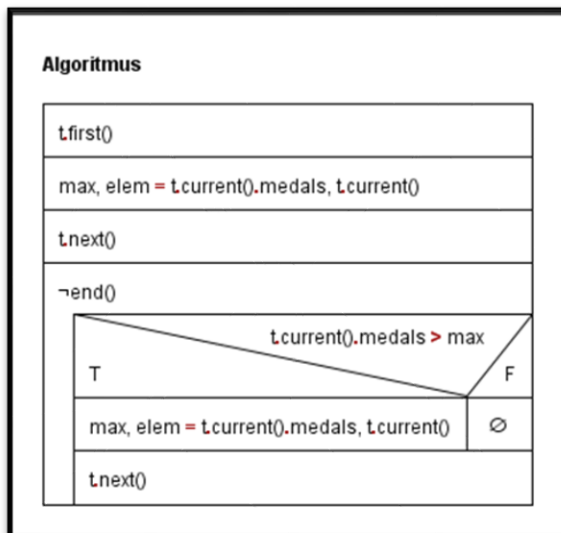 Algoritmus
t.first()
max, elem = t.current().medals, t.current()
t.next()
¬end()
t.current().medals > max
T
F
max, elem = t.current().medals, t.current()
∅
t.next()